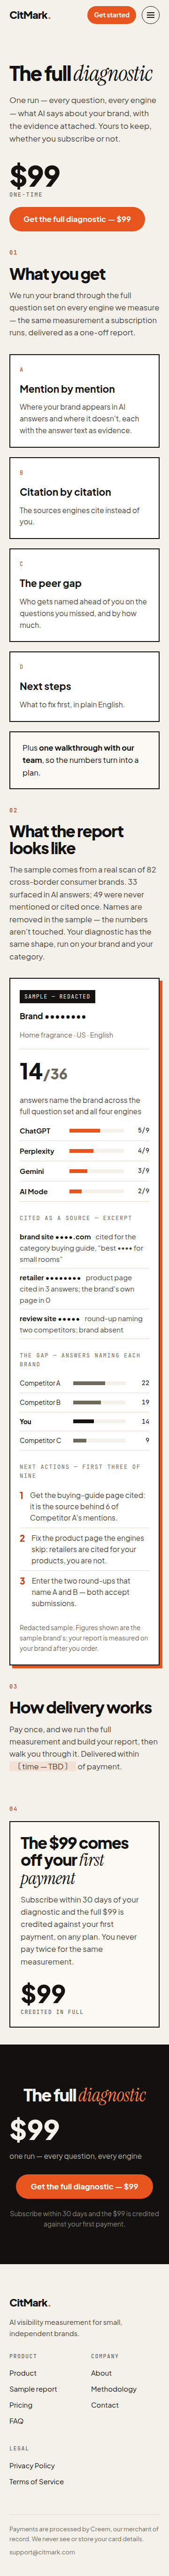 CitMark.
Get started
The full diagnostic
One run — every question, every engine
— what AI says about your brand, with
the evidence attached. Yours to keep,
whether you subscribe or not.
$99
ONE-TIME
Get the full diagnostic — $99
01
What you get
We run your brand through the full
question set on every engine we measure
— the same measurement a subscription
runs, delivered as a one-off report.
A
Mention by mention
Where your brand appears in AI
answers and where it doesn't, each
with the answer text as evidence.
B
Citation by citation
The sources engines cite instead of
you.
C
The peer gap
Who gets named ahead of you on the
questions you missed, and by how
much.
D
Next steps
What to fix first, in plain English.
Plus one walkthrough with our
team, so the numbers turn into a
plan.
02
What the report
looks like
The sample comes from a real scan of 82
cross-border consumer brands. 33
surfaced in AI answers; 49 were never
mentioned or cited once. Names are
removed in the sample — the numbers
aren't touched. Your diagnostic has the
same shape, run on your brand and your
category.
SAMPLE — REDACTED
Brand ●●●●●●●●
Home fragrance · US · English
14/36
answers name the brand across the
full question set and all four engines
ChatGPT 5/9
Perplexity 4/9
Gemini 3/9
AI Mode 2/9
CITED AS A SOURCE — EXCERPT
brand site ●●●●.com cited for the
category buying guide, "best ●●●● for
small rooms"
retailer ●●●●●●●● product page
cited in 3 answers; the brand's own
page in 0
review site ●●●●● round-up naming
two competitors; brand absent
THE GAP — ANSWERS NAMING EACH
BRAND
Competitor A 22
Competitor B 19
You 14
Competitor C 9
NEXT ACTIONS — FIRST THREE OF
NINE
1 Get the buying-guide page cited:
it is the source behind 6 of
Competitor A's mentions.
2 Fix the product page the engines
skip: retailers are cited for your
products, you are not.
3 Enter the two round-ups that
name A and B — both accept
submissions.
Redacted sample. Figures shown are the
sample brand's; your report is measured on
your brand after you order.
03
How delivery works
Pay once, and we run the full
measurement and build your report, then
walk you through it. Delivered within
[ time — TBD ] of payment.
04
The $99 comes
off your first
payment
Subscribe within 30 days of your
diagnostic and the full $99 is
credited against your first
payment, on any plan. You never
pay twice for the same
measurement.
$99
CREDITED IN FULL
The full diagnostic
$99
one run — every question, every engine
Get the full diagnostic — $99
Subscribe within 30 days and the $99 is credited
against your first payment.
CitMark.
AI visibility measurement for small,
independent brands.
PRODUCT
Product
Sample report
Pricing
FAQ
COMPANY
About
Methodology
Contact
LEGAL
Privacy Policy
Terms of Service
Payments are processed by Creem, our merchant of
record. We never see or store your card details.
support@citmark.com